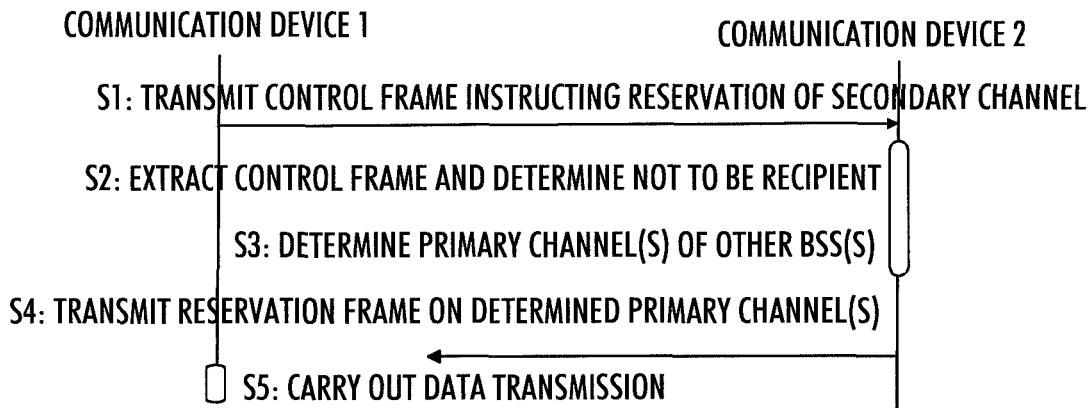 COMMUNICATION DEVICE 1
COMMUNICATION DEVICE 2
S1: TRANSMIT CONTROL FRAME INSTRUCTING RESERVATION OF SECONDARY CHANNEL
S2: EXTRACT CONTROL FRAME AND DETERMINE NOT TO BE RECIPIENT
S3: DETERMINE PRIMARY CHANNEL(S) OF OTHER BSS(S)
S4: TRANSMIT RESERVATION FRAME ON DETERMINED PRIMARY CHANNEL(S)
S5: CARRY OUT DATA TRANSMISSION